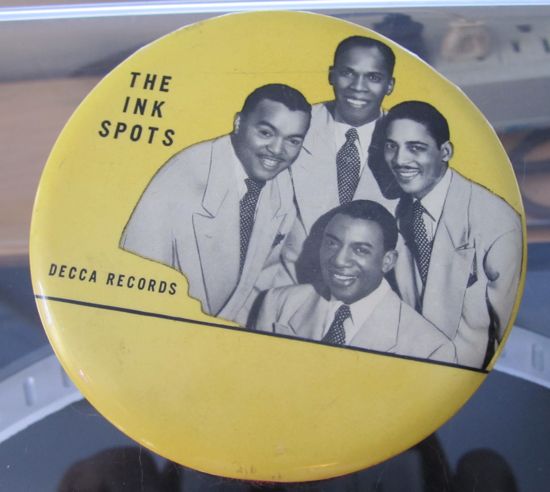 THE
INK
SPOTS
DECCA RECORDS